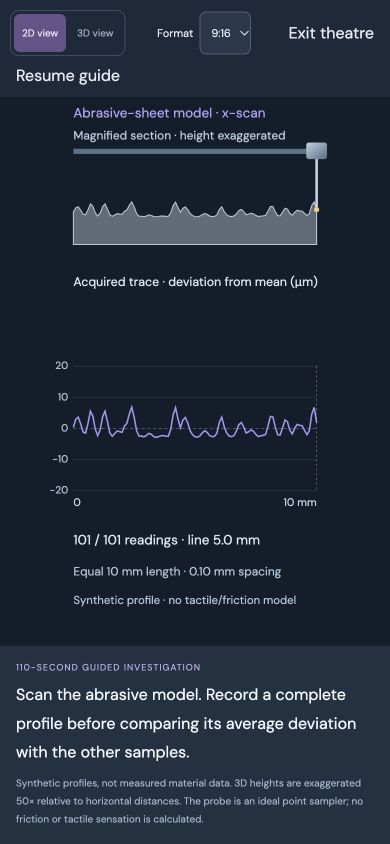 2D view 3D view Format 9:16 Exit theatre
Resume guide
Abrasive-sheet model · x-scan
Magnified section · height exaggerated
Acquired trace · deviation from mean (µm)
20
10
0
−10
−20
0 10 mm
101 / 101 readings · line 5.0 mm
Equal 10 mm length · 0.10 mm spacing
Synthetic profile · no tactile/friction model
110-SECOND GUIDED INVESTIGATION
Scan the abrasive model. Record a complete
profile before comparing its average deviation
with the other samples.
Synthetic profiles, not measured material data. 3D heights are exaggerated
50× relative to horizontal distances. The probe is an ideal point sampler; no
friction or tactile sensation is calculated.